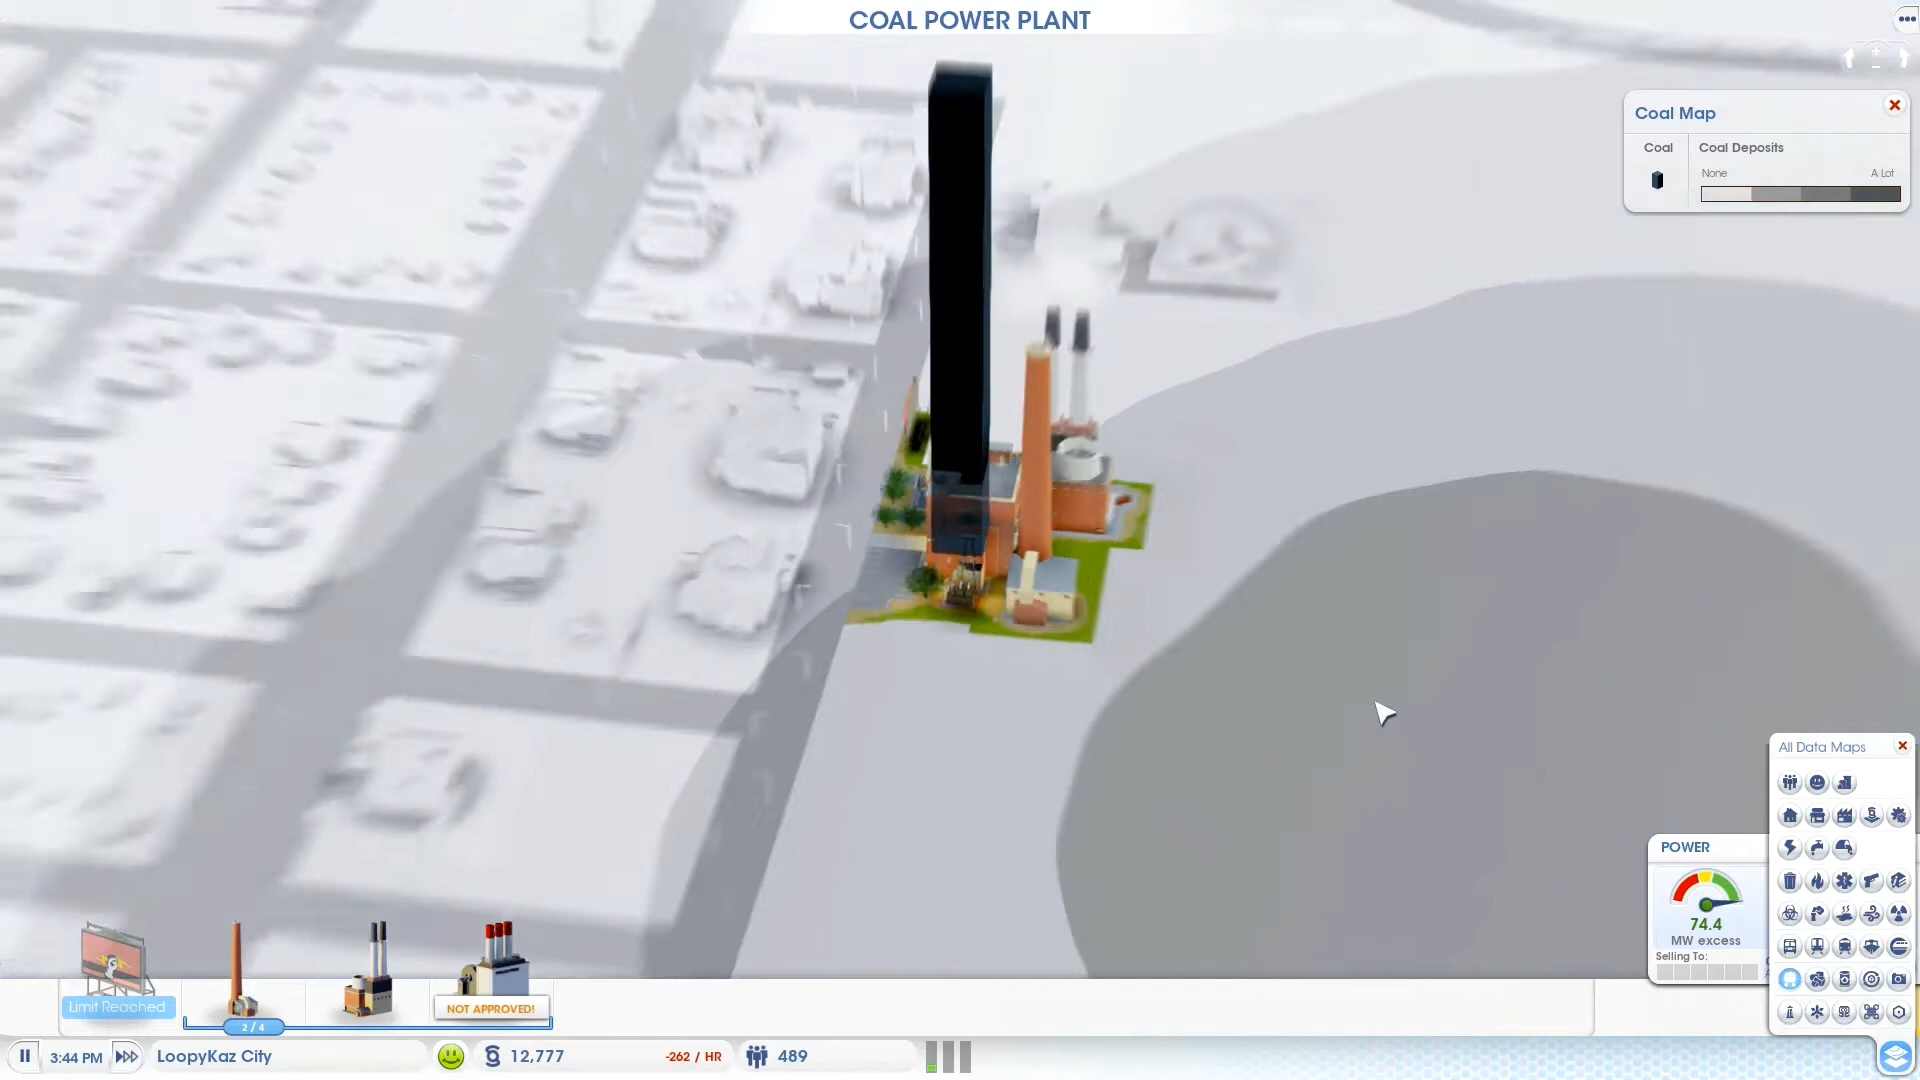 COAL POWER PLANT
Coal Map
Coal
Coal Deposits
None
A Lot
All Data Maps
POWER
74.4
MW excess
Selling To:
Limit Reached
NOT APPROVED!
2 / 4
3:44 PM
LoopyKaz City
12,777
-262 / HR
489